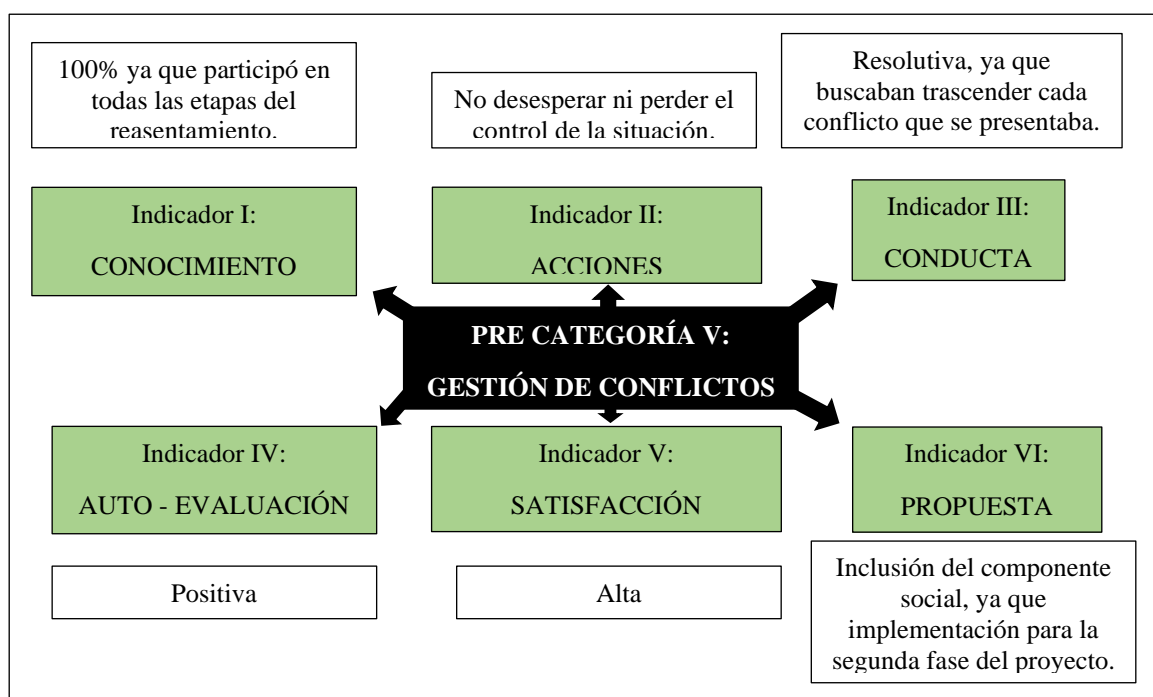 100% ya que participó en
todas las etapas del
reasentamiento.
No desesperar ni perder el
control de la situación.
Resolutiva, ya que
buscaban trascender cada
conflicto que se presentaba.
Indicador I:
CONOCIMIENTO
Indicador II:
ACCIONES
Indicador III:
CONDUCTA
PRE CATEGORÍA V:
GESTIÓN DE CONFLICTOS
Indicador IV:
AUTO - EVALUACIÓN
Indicador V:
SATISFACCIÓN
Indicador VI:
PROPUESTA
Positiva
Alta
Inclusión del componente
social, ya que
implementación para la
segunda fase del proyecto.